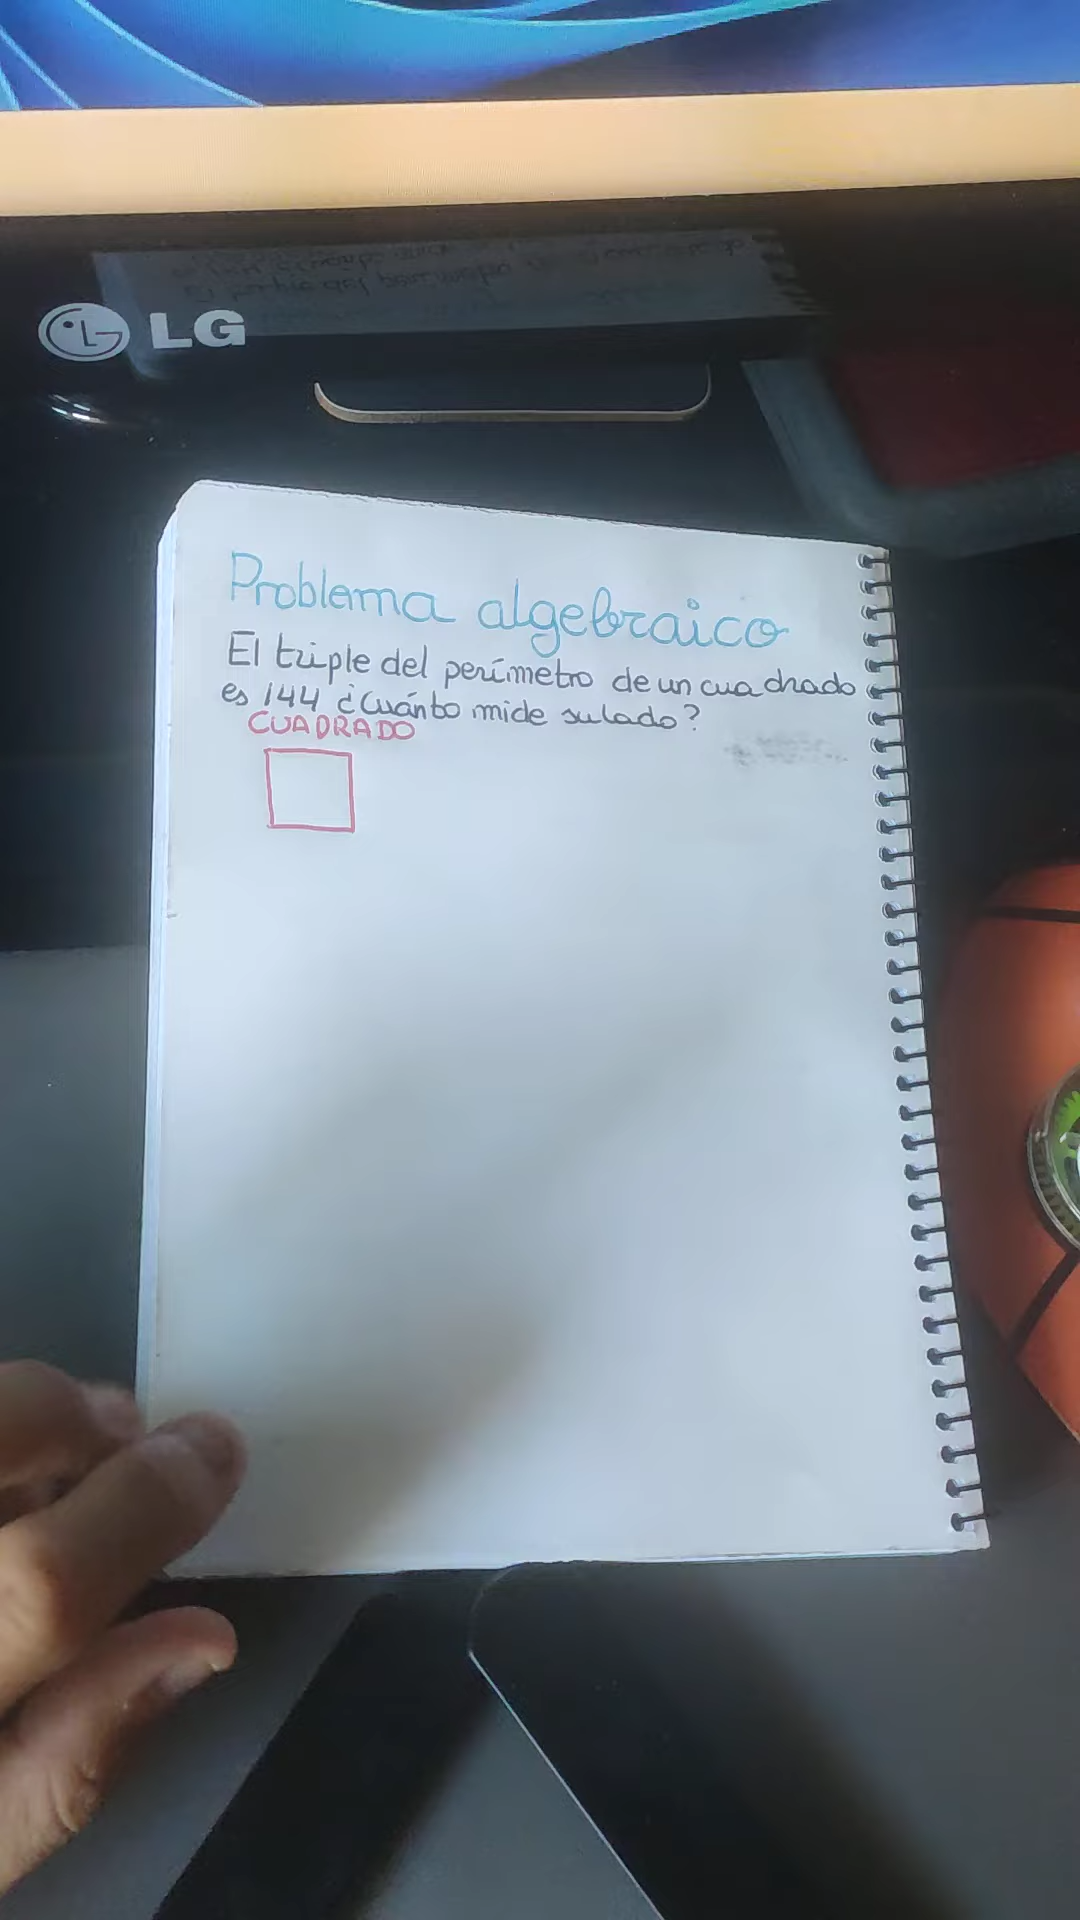 LG
Problema algebraico
El triple del perímetro de un cuadrado
es 144 ¿Cuánto mide su lado?
CUADRADO